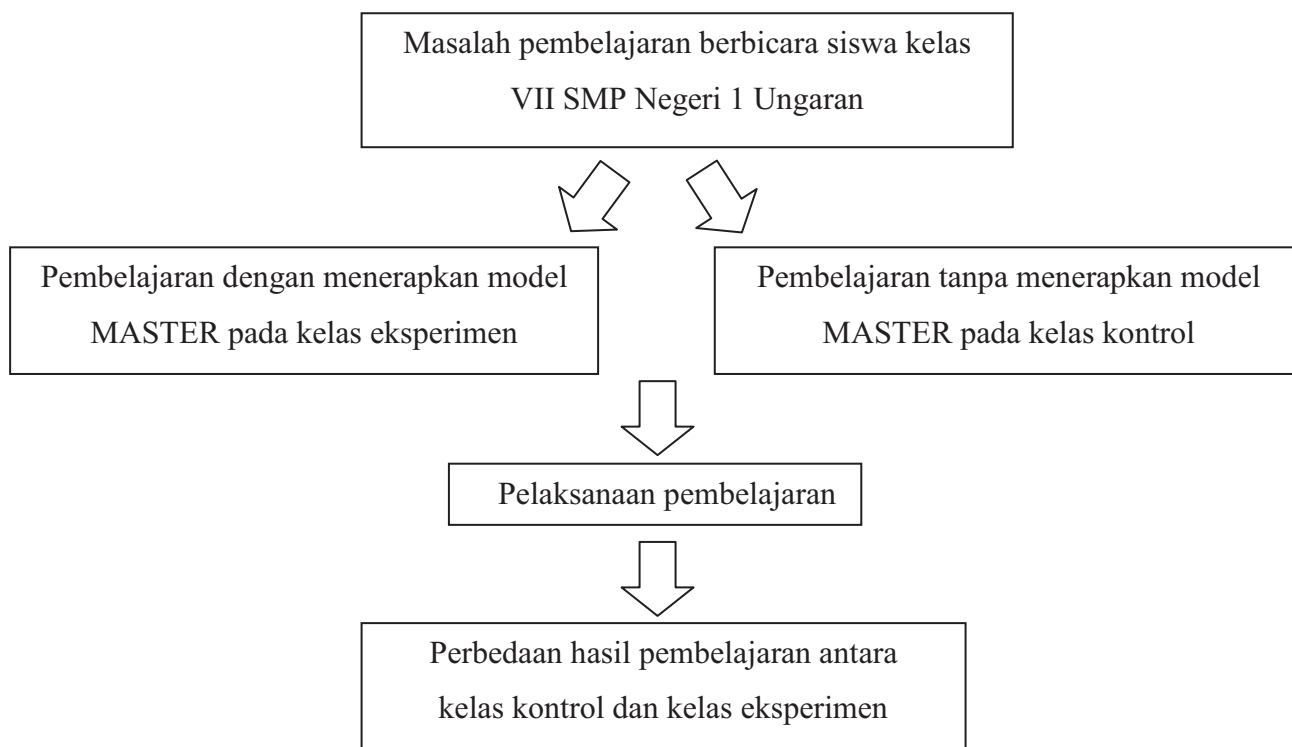 Masalah pembelajaran berbicara siswa kelas
VII SMP Negeri 1 Ungaran
Pembelajaran dengan menerapkan model
MASTER pada kelas eksperimen
Pembelajaran tanpa menerapkan model
MASTER pada kelas kontrol
Pelaksanaan pembelajaran
Perbedaan hasil pembelajaran antara
kelas kontrol dan kelas eksperimen